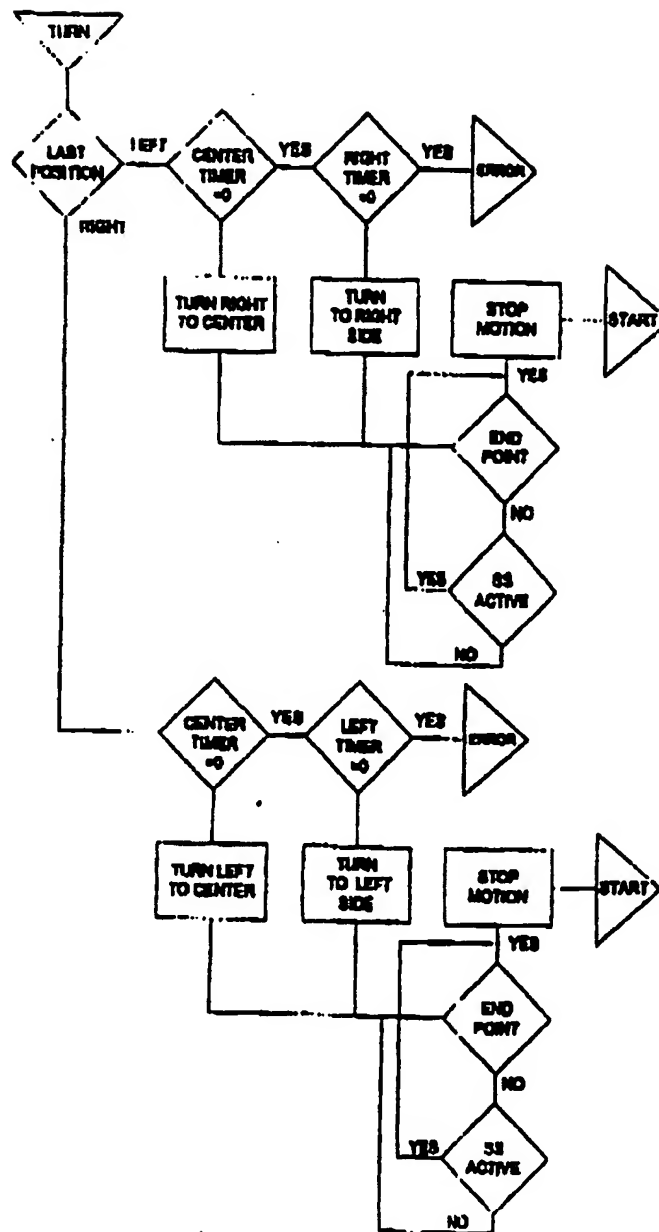 TURN
LAST
POSITION
LEFT
CENTER
TIMER
=0
YES
RIGHT
TIMER
=0
YES
ERROR
RIGHT
TURN RIGHT
TO CENTER
TURN
TO RIGHT
SIDE
STOP
MOTION
START
YES
END
POINT
NO
YES
ACTIVE
NO
CENTER
TIMER
=0
YES
LEFT
TIMER
=0
YES
ERROR
TURN LEFT
TO CENTER
TURN
TO LEFT
SIDE
STOP
MOTION
START
YES
END
POINT
NO
YES
ACTIVE
NO